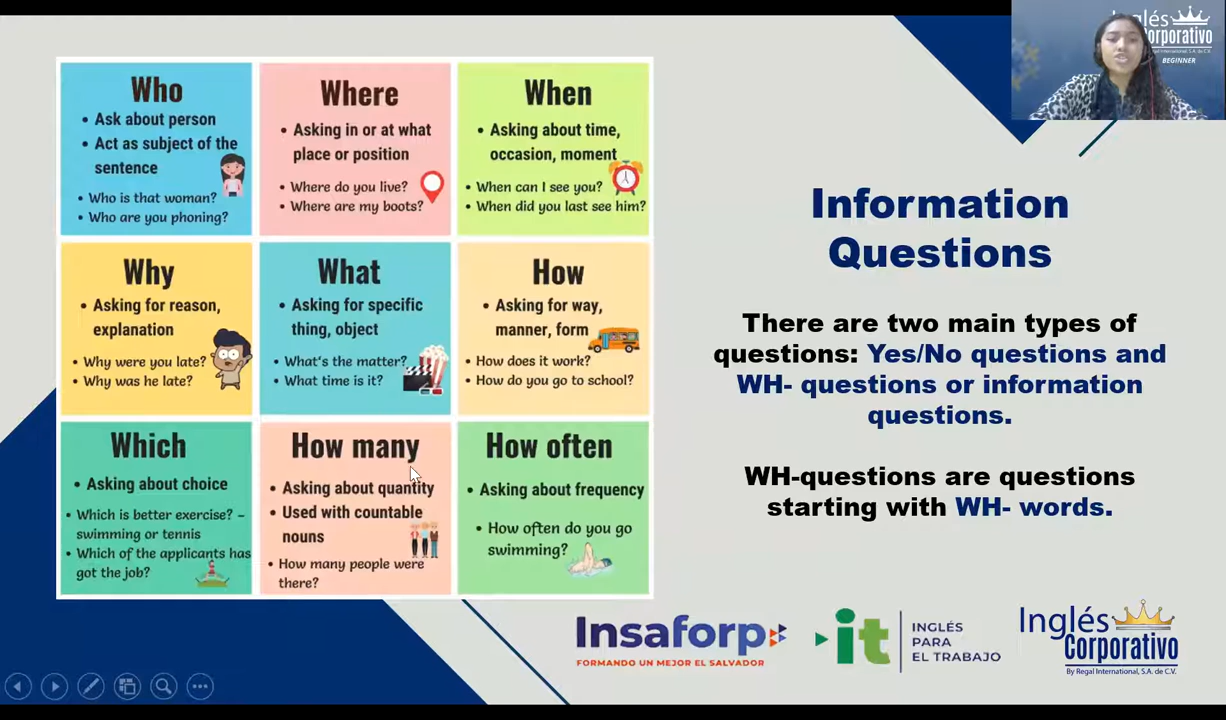 Who
• Ask about person
• Act as subject of the
sentence
• Who is that woman?
• Who are you phoning?
Where
• Asking in or at what
place or position
• Where do you live?
• Where are my boots?
When
• Asking about time,
occasion, moment
• When can I see you?
• When did you last see him?
Why
• Asking for reason,
explanation
• Why were you late?
• Why was he late?
What
• Asking for specific
thing, object
• What's the matter?
• What time is it?
How
• Asking for way,
manner, form
• How does it work?
• How do you go to school?
Which
• Asking about choice
• Which is better exercise? –
swimming or tennis
• Which of the applicants has
got the job?
How many
• Asking about quantity
• Used with countable
nouns
• How many people were
there?
How often
• Asking about frequency
• How often do you go
swimming?
Information
Questions
There are two main types of
questions: Yes/No questions and
WH- questions or information
questions.
WH-questions are questions
starting with WH- words.
Insaforp
FORMANDO UN MEJOR EL SALVADOR
it
INGLÉS
PARA
EL TRABAJO
Inglés
Corporativo
By Regal International, S.A. de C.V.
BEGINNER